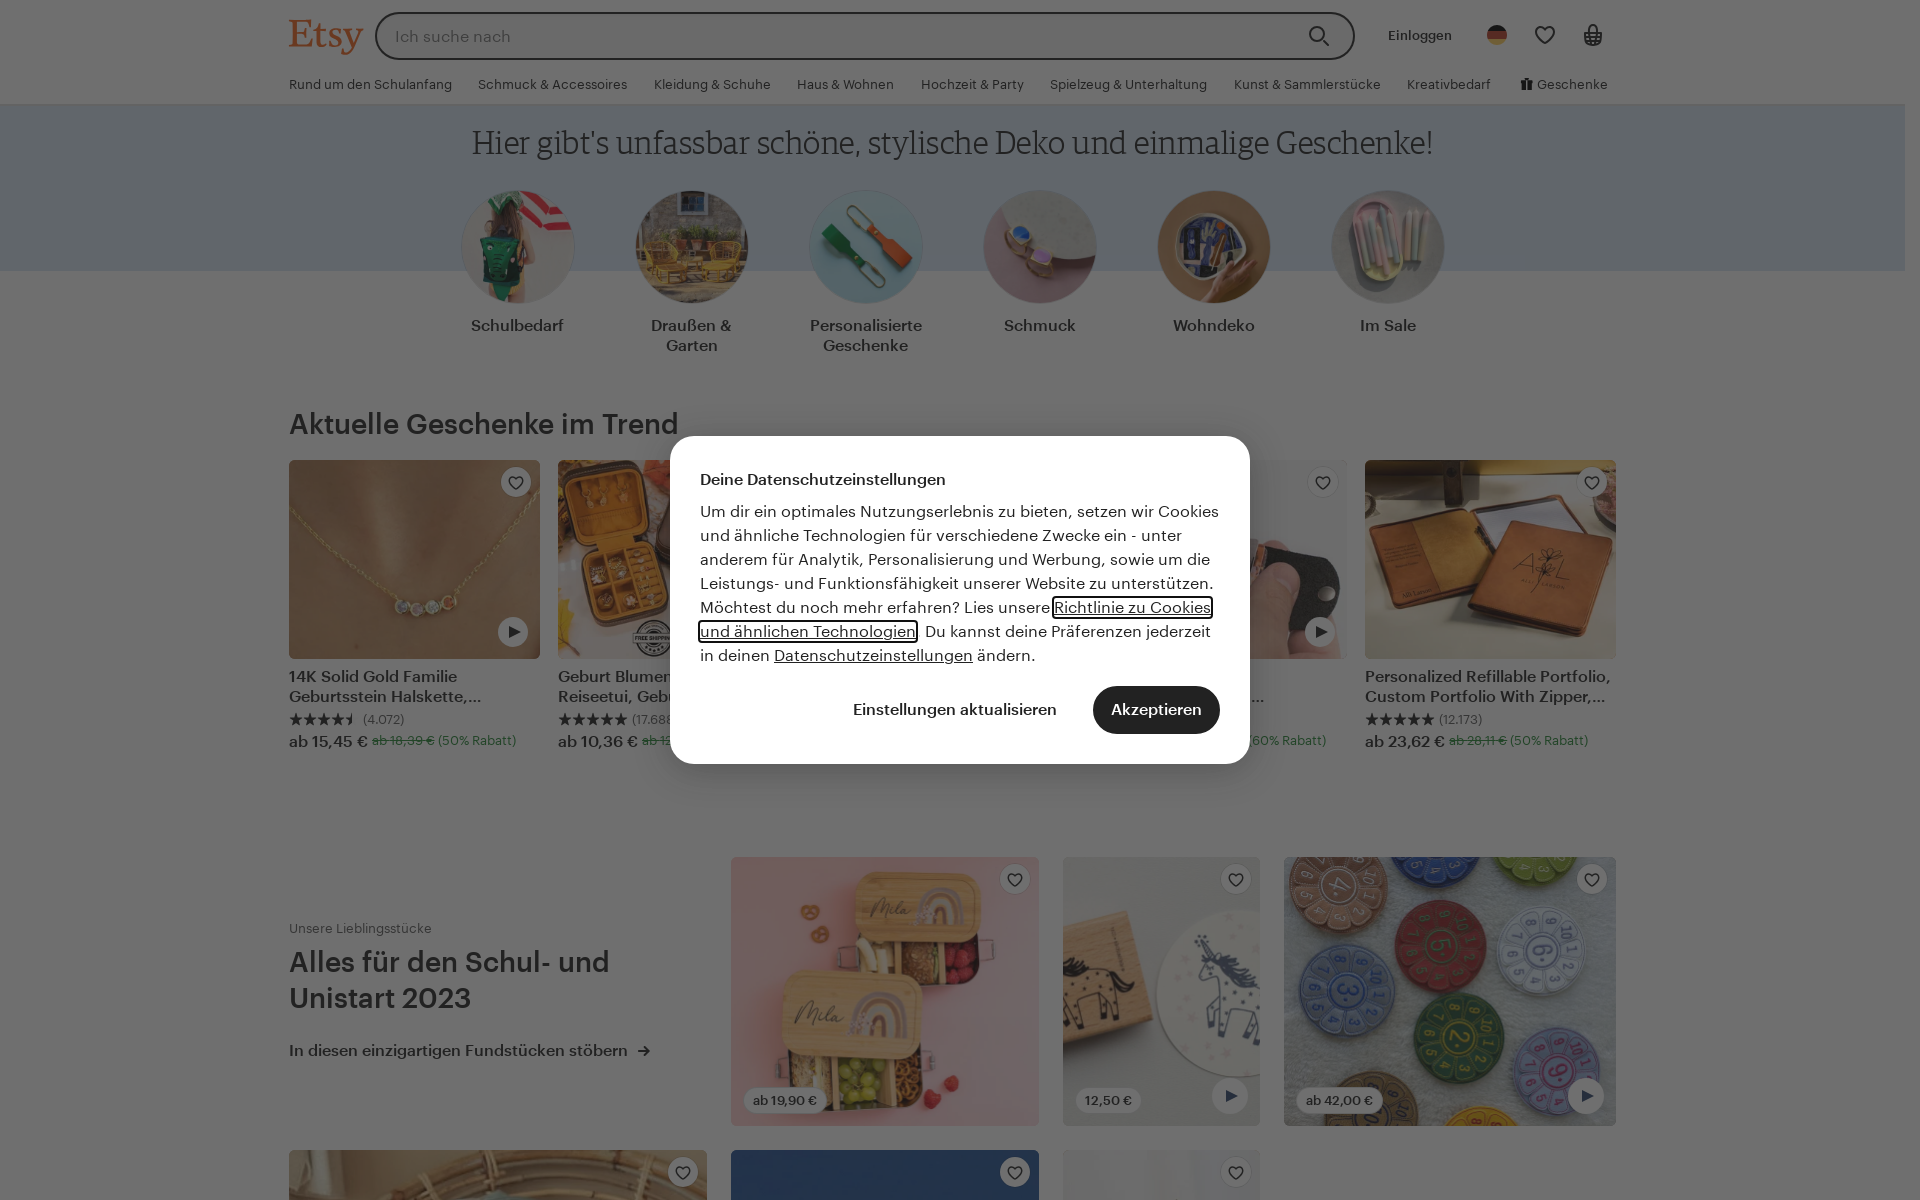 Etsy
Ich suche nach
Einloggen
Rund um den Schulanfang
Schmuck & Accessoires
Kleidung & Schuhe
Haus & Wohnen
Hochzeit & Party
Spielzeug & Unterhaltung
Kunst & Sammlerstücke
Kreativbedarf
Geschenke
Hier gibt's unfassbar schöne, stylische Deko und einmalige Geschenke!
Schulbedarf
Draußen &
Garten
Personalisierte
Geschenke
Schmuck
Wohndeko
Im Sale
Aktuelle Geschenke im Trend
Deine Datenschutzeinstellungen
Um dir ein optimales Nutzungserlebnis zu bieten, setzen wir Cookies
und ähnliche Technologien für verschiedene Zwecke ein - unter
anderem für Analytik, Personalisierung und Werbung, sowie um die
Leistungs- und Funktionsfähigkeit unserer Website zu unterstützen.
Möchtest du noch mehr erfahren? Lies unsere Richtlinie zu Cookies
und ähnlichen Technologien. Du kannst deine Präferenzen jederzeit
in deinen Datenschutzeinstellungen ändern.
Einstellungen aktualisieren
Akzeptieren
FREE SHIPPING
14K Solid Gold Familie
Geburtsstein Halskette,...
(4.072)
ab 15,45 € ab 18,39 € (50% Rabatt)
Geburt Blumen
Reiseetui,
(17.688
ab 10,36 € ab
...
(60% Rabatt)
Personalized Refillable Portfolio,
Custom Portfolio With Zipper,...
(12.173)
ab 23,62 € ab 28,11 € (50% Rabatt)
Unsere Lieblingsstücke
Alles für den Schul- und
Unistart 2023
In diesen einzigartigen Fundstücken stöbern
Mila
Mila
ab 19,90 €
12,50 €
ab 42,00 €